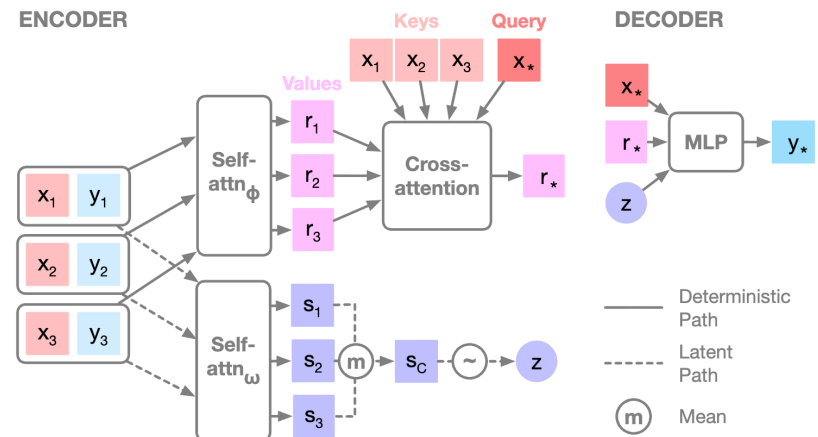 ENCODER
DECODER
Keys
Query
x₁ x₂ x₃ x*
Values
r₁
r₂
r₃
Self-
attnϕ
Cross-
attention
r*
x₁ y₁
x₂ y₂
x₃ y₃
Self-
attnω
s₁
s₂
s₃
m
sC
~
z
x*
r*
z
MLP
y*
Deterministic
Path
Latent
Path
m Mean